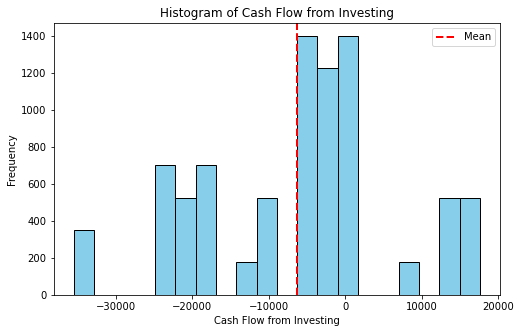 Histogram of Cash Flow from Investing
Mean
1400
1200
1000
800
600
400
200
0
Frequency
−30000 −20000 −10000 0 10000 20000
Cash Flow from Investing